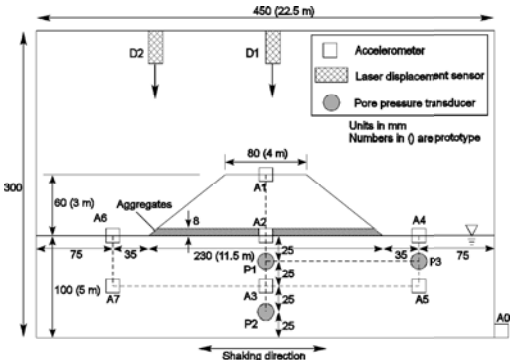 450 (22.5 m)
D2
D1
Accelerometer
Laser displacement sensor
Pore pressure transducer
Units in mm
Numbers in () are prototype
300
80 (4 m)
A1
60 (3 m)
Aggregates
A6
8
A2
A4
75
35
230 (11.5 m)
25
35
75
P1
P3
25
100 (5 m)
A7
A3
A5
25
P2
25
A0
Shaking direction